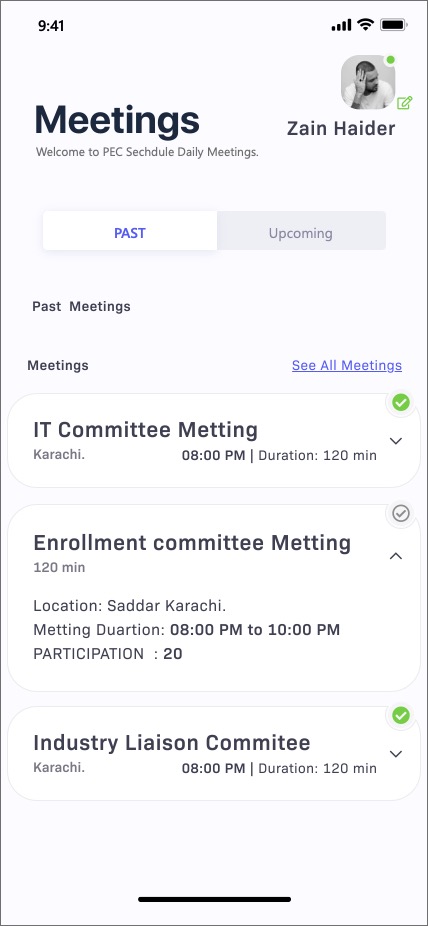 9:41
Meetings
Zain Haider
Welcome to PEC Sechdule Daily Meetings.
PAST
Upcoming
Past Meetings
Meetings
See All Meetings
IT Committee Metting
Karachi.
08:00 PM | Duration: 120 min
Enrollment committee Metting
120 min
Location: Saddar Karachi.
Metting Duartion: 08:00 PM to 10:00 PM
PARTICIPATION : 20
Industry Liaison Commitee
Karachi.
08:00 PM | Duration: 120 min